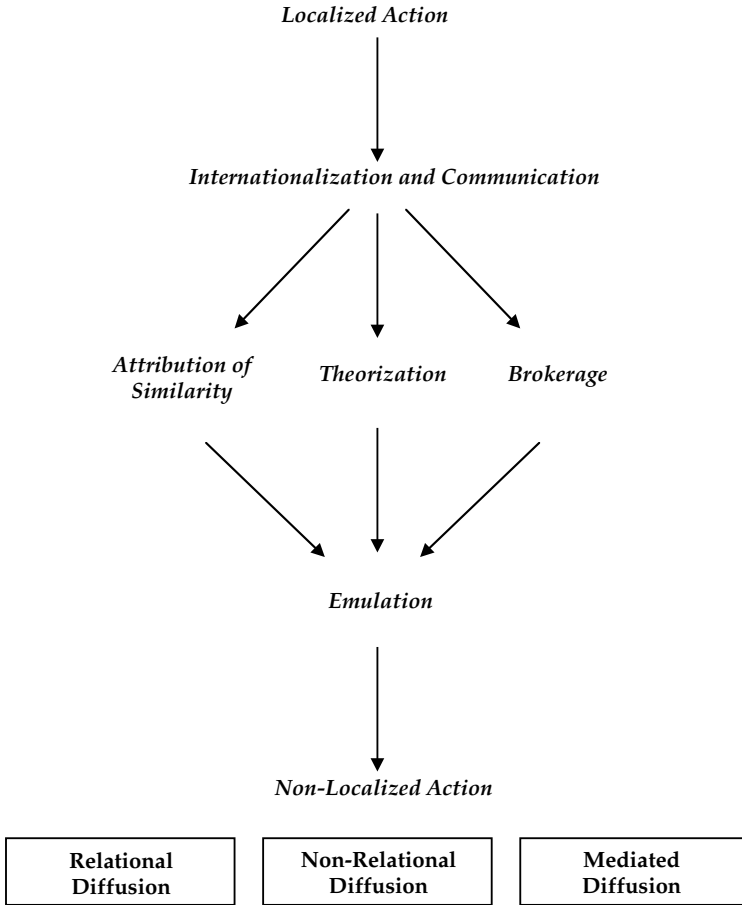 Localized Action
Internationalization and Communication
Attribution of
Similarity
Theorization
Brokerage
Emulation
Non-Localized Action
Relational
Diffusion
Non-Relational
Diffusion
Mediated
Diffusion